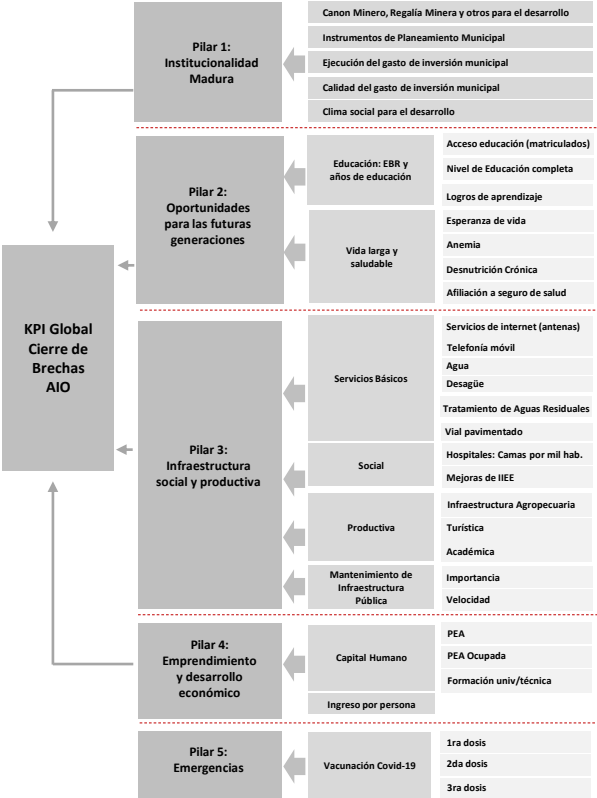 KPI Global
Cierre de
Brechas
AIO
Pilar 1:
Institucionalidad
Madura
Canon Minero, Regalía Minera y otros para el desarrollo
Instrumentos de Planeamiento Municipal
Ejecución del gasto de inversión municipal
Calidad del gasto de inversión municipal
Clima social para el desarrollo
Pilar 2:
Oportunidades
para las futuras
generaciones
Educación: EBR y
años de educación
Acceso educación (matriculados)
Nivel de Educación completa
Logros de aprendizaje
Vida larga y
saludable
Esperanza de vida
Anemia
Desnutrición Crónica
Afiliación a seguro de salud
Pilar 3:
Infraestructura
social y productiva
Servicios Básicos
Servicios de internet (antenas)
Telefonía móvil
Agua
Desagüe
Tratamiento de Aguas Residuales
Vial pavimentado
Social
Hospitales: Camas por mil hab.
Mejoras de IIEE
Productiva
Infraestructura Agropecuaria
Turística
Académica
Mantenimiento de
Infraestructura
Pública
Importancia
Velocidad
Pilar 4:
Emprendimiento
y desarrollo
económico
Capital Humano
PEA
PEA Ocupada
Formación univ/técnica
Ingreso por persona
Pilar 5:
Emergencias
Vacunación Covid-19
1ra dosis
2da dosis
3ra dosis